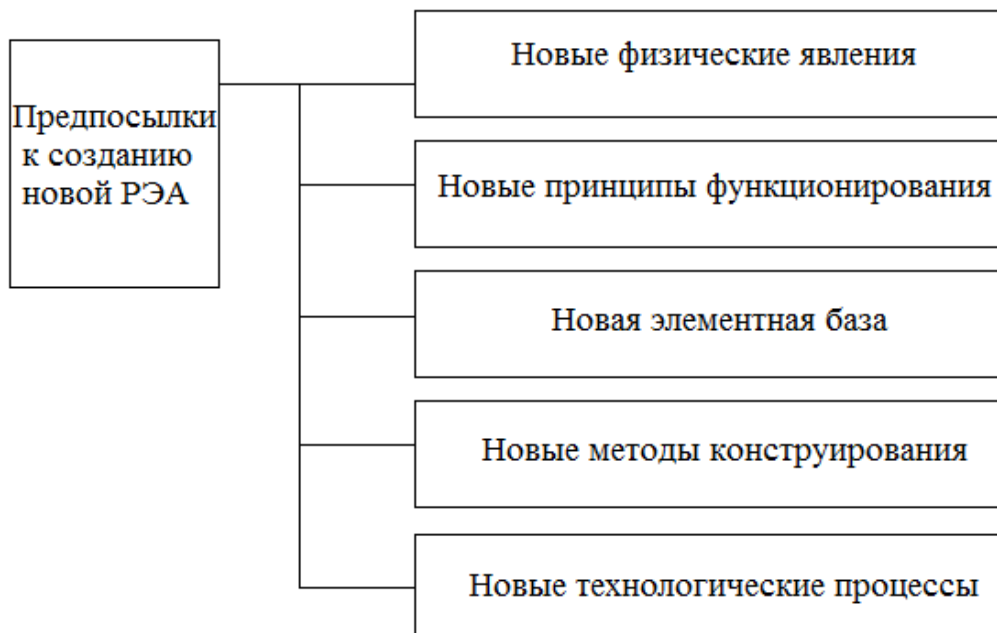 Предпосылки
к созданию
новой РЭА
Новые физические явления
Новые принципы функционирования
Новая элементная база
Новые методы конструирования
Новые технологические процессы